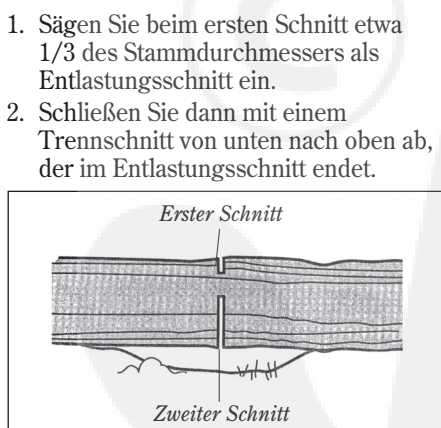 1. Sägen Sie beim ersten Schnitt etwa
1/3 des Stammdurchmessers als
Entlastungsschnitt ein.
2. Schließen Sie dann mit einem
Trennschnitt von unten nach oben ab,
der im Entlastungsschnitt endet.
Erster Schnitt
Zweiter Schnitt